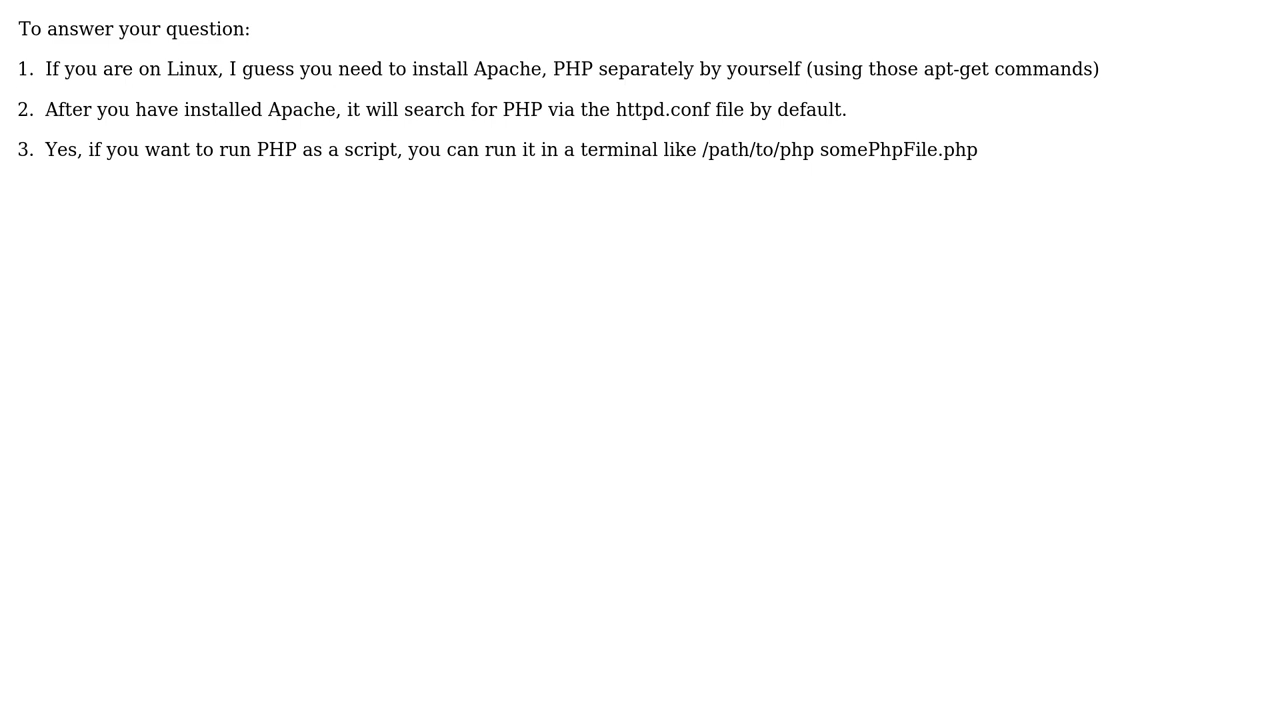 To answer your question:
1. If you are on Linux, I guess you need to install Apache, PHP separately by yourself (using those apt-get commands)
2. After you have installed Apache, it will search for PHP via the httpd.conf file by default.
3. Yes, if you want to run PHP as a script, you can run it in a terminal like /path/to/php somePhpFile.php